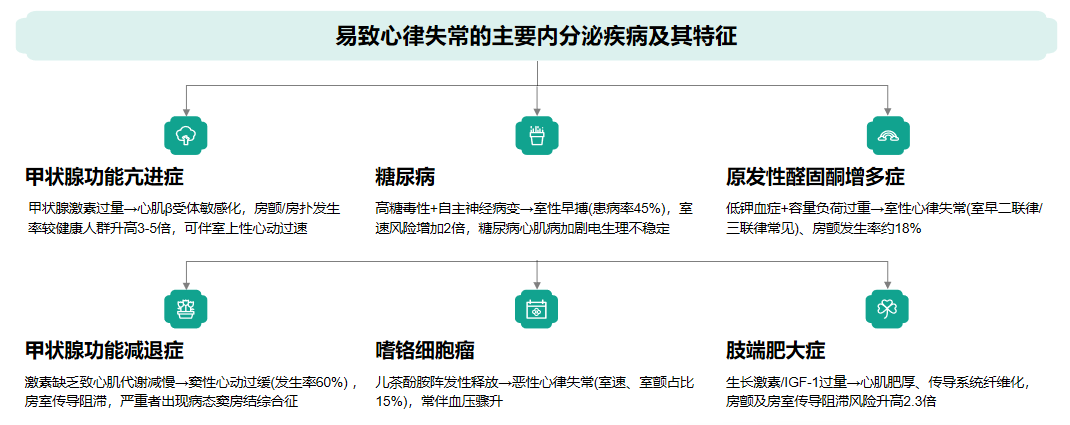 易致心律失常的主要内分泌疾病及其特征
甲状腺功能亢进症
甲状腺激素过量→心肌β受体敏感化，房颤/房扑发生
率较健康人群升高3-5倍，可伴室上性心动过速
糖尿病
高糖毒性+自主神经病变→室性早搏(患病率45%)，室
速风险增加2倍，糖尿病心肌病加剧电生理不稳定
原发性醛固酮增多症
低钾血症+容量负荷过重→室性心律失常(室早二联律/
三联律常见)、房颤发生率约18%
甲状腺功能减退症
激素缺乏致心肌代谢减慢→窦性心动过缓(发生率60%)，
房室传导阻滞，严重者出现病态窦房结综合征
嗜铬细胞瘤
儿茶酚胺阵发性释放→恶性心律失常(室速、室颤占比
15%)，常伴血压骤升
肢端肥大症
生长激素/IGF-1过量→心肌肥厚、传导系统纤维化，
房颤及房室传导阻滞风险升高2.3倍